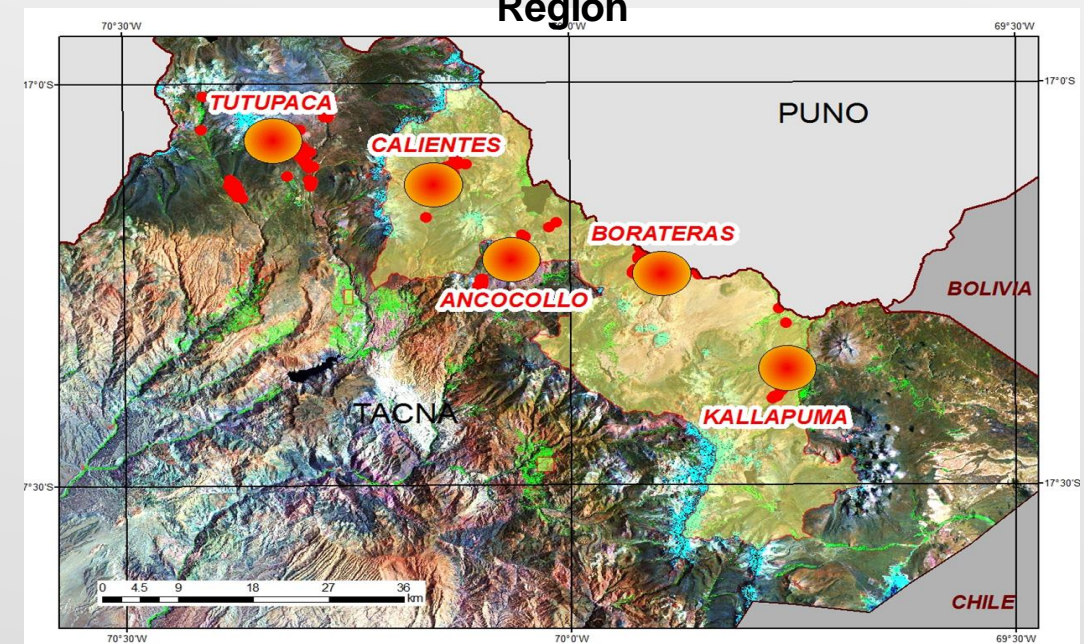 Region
70°30'W
70°0'W
69°30'W
17°0'S
17°0'S
TUTUPACA
PUNO
CALIENTES
BORATERAS
BOLIVIA
ANCOCOLLO
TACNA
KALLAPUMA
7°30'S
17°30'S
0 4.5 9 18 27 36
km
CHILE
70°30'W
70°0'W
69°30'W